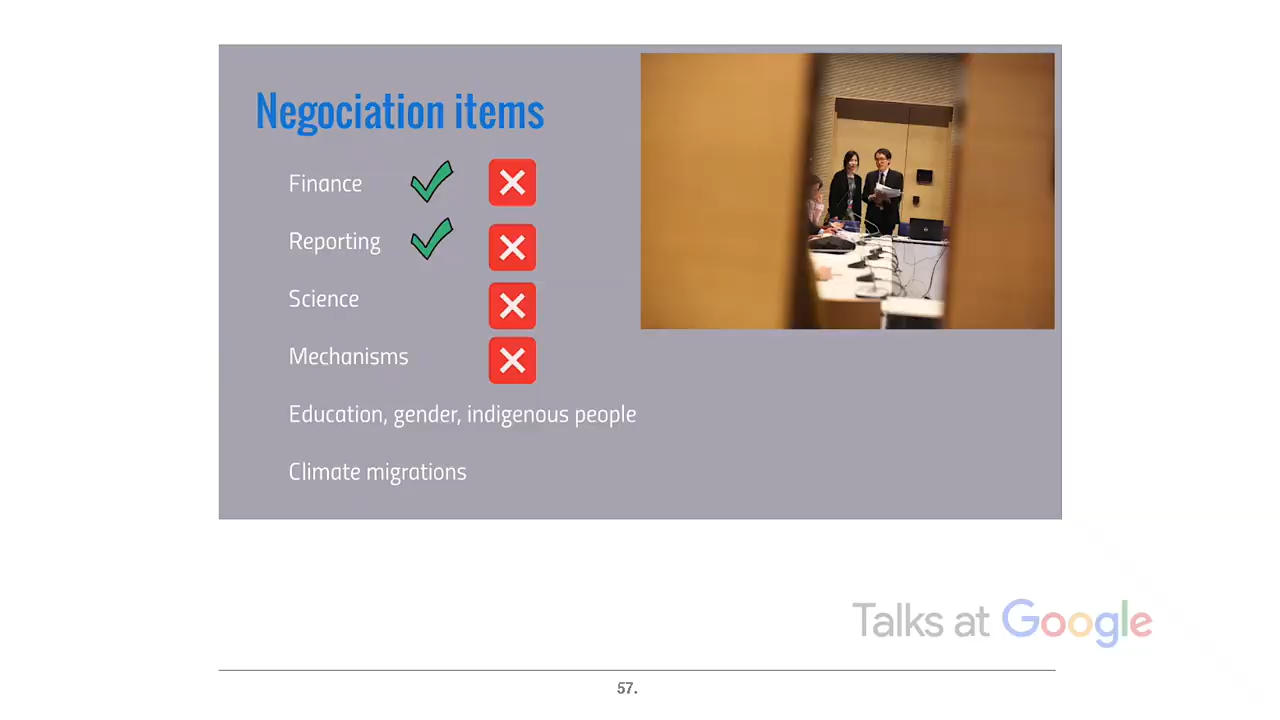 Negociation items
Finance
Reporting
Science
Mechanisms
Education, gender, indigenous people
Climate migrations
Talks at Google
57.